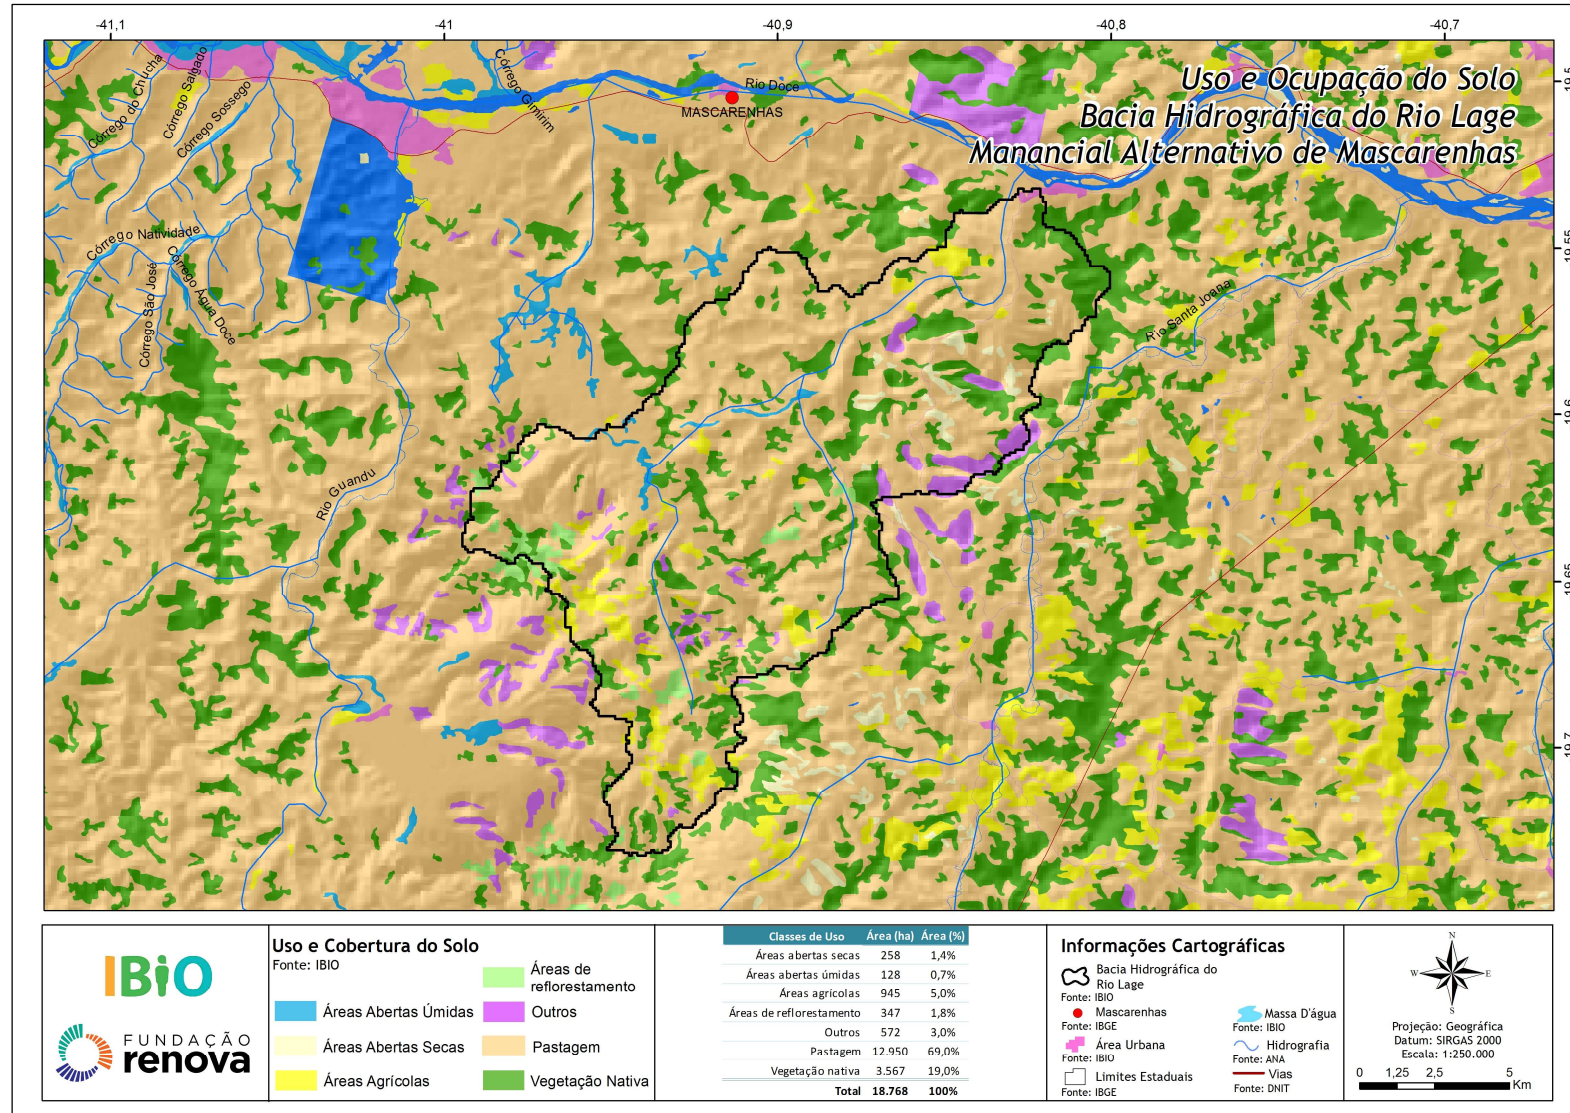 -41,1
-41
-40,9
-40,8
-40,7
Uso e Ocupação do Solo
Bacia Hidrográfica do Rio Lage
Manancial Alternativo de Mascarenhas
Córrego do Chucha
Córrego Salgado
Córrego Sossego
Córrego Gimirim
Rio Doce
MASCARENHAS
Córrego Natividade
Córrego São José
Córrego Água Doce
Rio Santa Joana
Rio Guandu
IBiO
FUNDAÇÃO
renova
Uso e Cobertura do Solo
Fonte: IBIO
Áreas Abertas Úmidas
Áreas Abertas Secas
Áreas Agrícolas
Áreas de
reflorestamento
Outros
Pastagem
Vegetação Nativa
Classes de Uso Área (ha) Área (%)
Áreas abertas secas 258 1,4%
Áreas abertas úmidas 128 0,7%
Áreas agrícolas 945 5,0%
Áreas de reflorestamento 347 1,8%
Outros 572 3,0%
Pastagem 12.950 69,0%
Vegetação nativa 3.567 19,0%
Total 18.768 100%
Informações Cartográficas
Bacia Hidrográfica do
Rio Lage
Fonte: IBIO
Mascarenhas
Fonte: IBGE
Área Urbana
Fonte: IBIO
Limites Estaduais
Fonte: IBGE
Massa D'água
Fonte: IBIO
Hidrografia
Fonte: ANA
Vias
Fonte: DNIT
N
W
E
S
Projeção: Geográfica
Datum: SIRGAS 2000
Escala: 1:250.000
0 1,25 2,5 5
Km